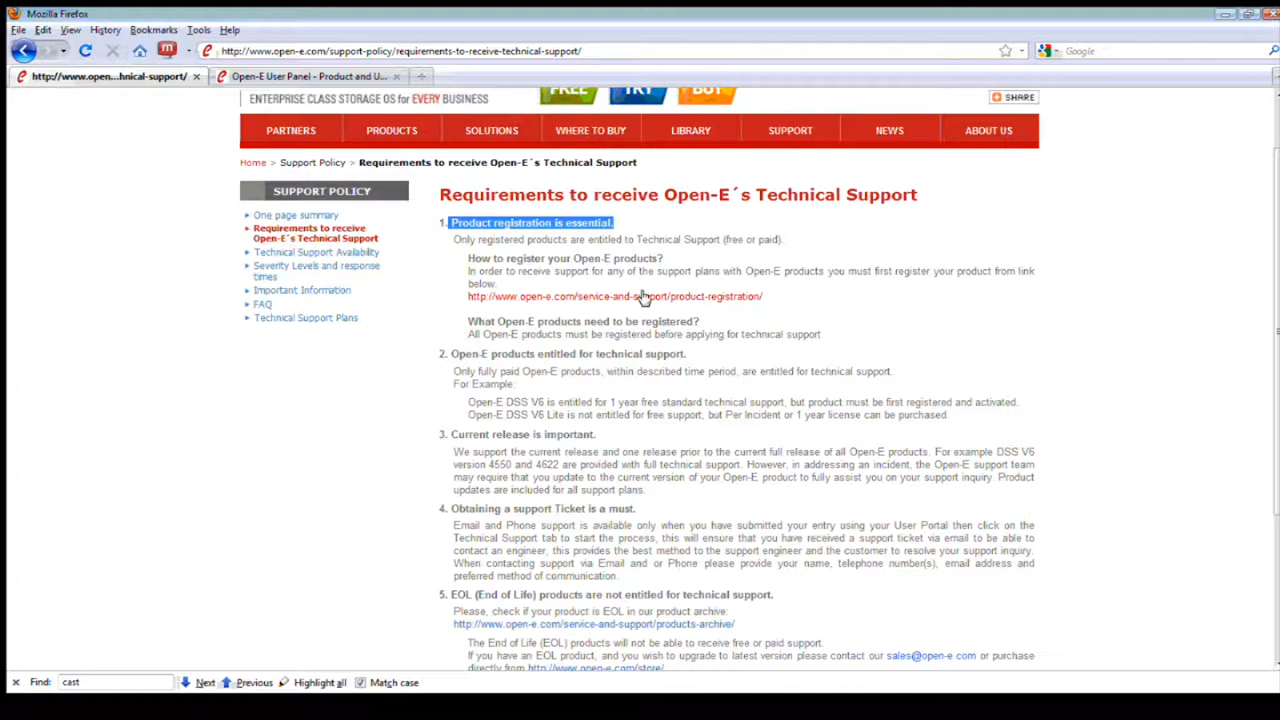 Mozilla Firefox
File Edit View History Bookmarks Tools Help
http://www.open-e.com/support-policy/requirements-to-receive-technical-support/
Google
http://www.open...hnical-support/
Open-E User Panel - Product and U...
ENTERPRISE CLASS STORAGE OS for EVERY BUSINESS
FREE TRY BUY
SHARE
PARTNERS PRODUCTS SOLUTIONS WHERE TO BUY LIBRARY SUPPORT NEWS ABOUT US
Home > Support Policy > Requirements to receive Open-E´s Technical Support
SUPPORT POLICY
One page summary
Requirements to receive
Open-E´s Technical Support
Technical Support Availability
Severity Levels and response
times
Important Information
FAQ
Technical Support Plans
Requirements to receive Open-E´s Technical Support
1. Product registration is essential.
Only registered products are entitled to Technical Support (free or paid).
How to register your Open-E products?
In order to receive support for any of the support plans with Open-E products you must first register your product from link
below.
http://www.open-e.com/service-and-support/product-registration/
What Open-E products need to be registered?
All Open-E products must be registered before applying for technical support
2. Open-E products entitled for technical support.
Only fully paid Open-E products, within described time period, are entitled for technical support.
For Example:
Open-E DSS V6 is entitled for 1 year free standard technical support, but product must be first registered and activated.
Open-E DSS V6 Lite is not entitled for free support, but Per Incident or 1 year license can be purchased.
3. Current release is important.
We support the current release and one release prior to the current full release of all Open-E products. For example DSS V6
version 4550 and 4622 are provided with full technical support. However, in addressing an incident, the Open-E support team
may require that you update to the current version of your Open-E product to fully assist you on your support inquiry. Product
updates are included for all support plans.
4. Obtaining a support Ticket is a must.
Email and Phone support is available only when you have submitted your entry using your User Portal then click on the
Technical Support tab to start the process, this will ensure that you have received a support ticket via email to be able to
contact an engineer, this provides the best method to the support engineer and the customer to resolve your support inquiry.
When contacting support via Email and or Phone please provide your name, telephone number(s), email address and
preferred method of communication.
5. EOL (End of Life) products are not entitled for technical support.
Please, check if your product is EOL in our product archive:
http://www.open-e.com/service-and-support/products-archive/
The End of Life (EOL) products will not be able to receive free or paid support.
If you have an EOL product, and you wish to upgrade to latest version please contact our sales@open-e.com or purchase
directly from http://www.open-e.com/store/
Find: cast Next Previous Highlight all Match case